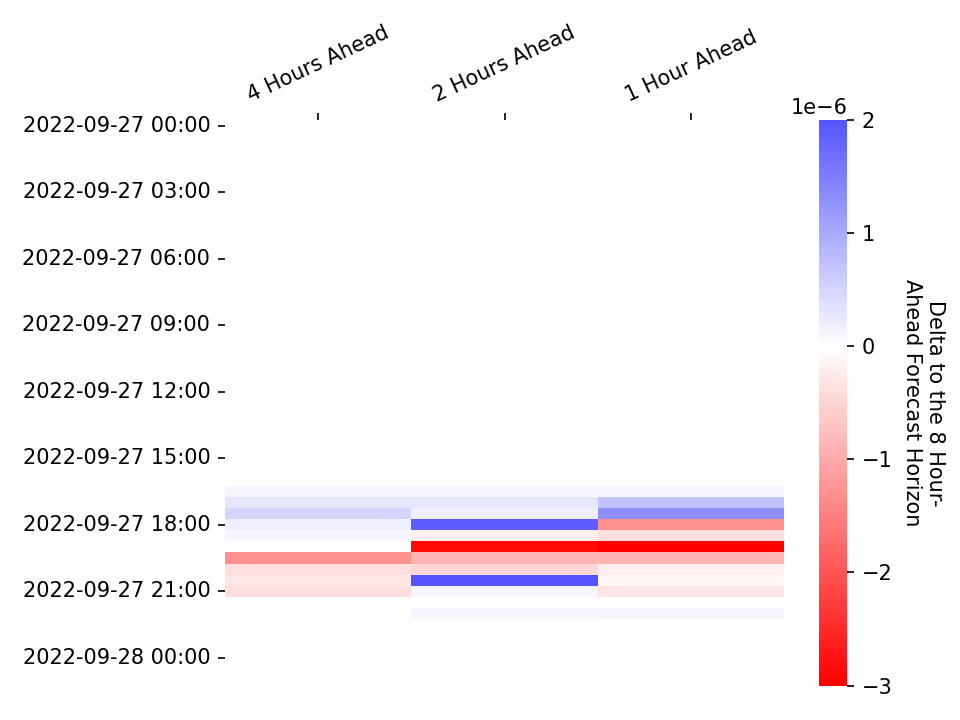 4 Hours Ahead
2 Hours Ahead
1 Hour Ahead
2022-09-27 00:00
2022-09-27 03:00
2022-09-27 06:00
2022-09-27 09:00
2022-09-27 12:00
2022-09-27 15:00
2022-09-27 18:00
2022-09-27 21:00
2022-09-28 00:00
1e−6
2
1
0
−1
−2
−3
Delta to the 8 Hour-
Ahead Forecast Horizon